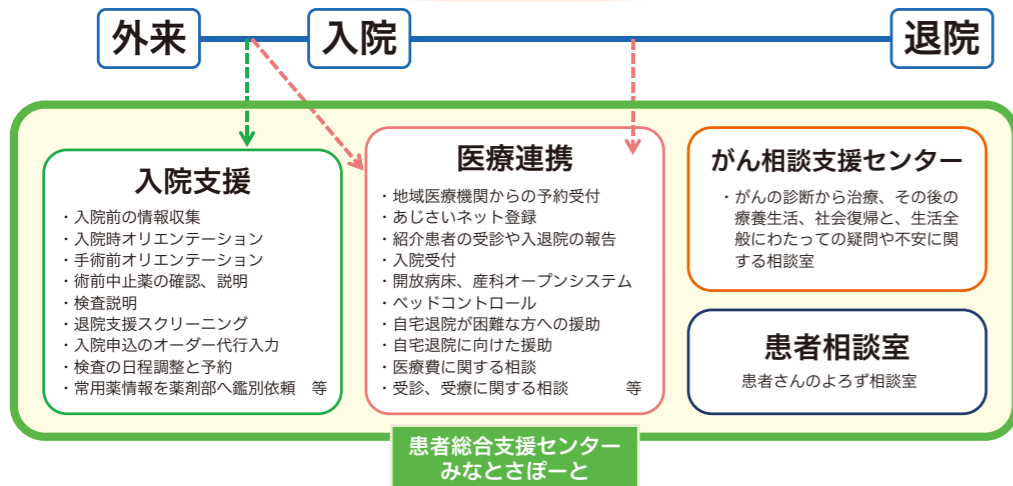 外来
入院
退院
入院支援
・入院前の情報収集
・入院時オリエンテーション
・手術前オリエンテーション
・術前中止薬の確認、説明
・検査説明
・退院支援スクリーニング
・入院申込のオーダー代行入力
・検査の日程調整と予約
・常用薬情報を薬剤部へ鑑別依頼　等
医療連携
・地域医療機関からの予約受付
・あじさいネット登録
・紹介患者の受診や入退院の報告
・入院受付
・開放病床、産科オープンシステム
・ベッドコントロール
・自宅退院が困難な方への援助
・自宅退院に向けた援助
・医療費に関する相談
・受診、受療に関する相談　等
がん相談支援センター
・がんの診断から治療、その後の
療養生活、社会復帰と、生活全
般にわたっての疑問や不安に関
する相談室
患者相談室
患者さんのよろず相談室
患者総合支援センター
みなとさぽーと